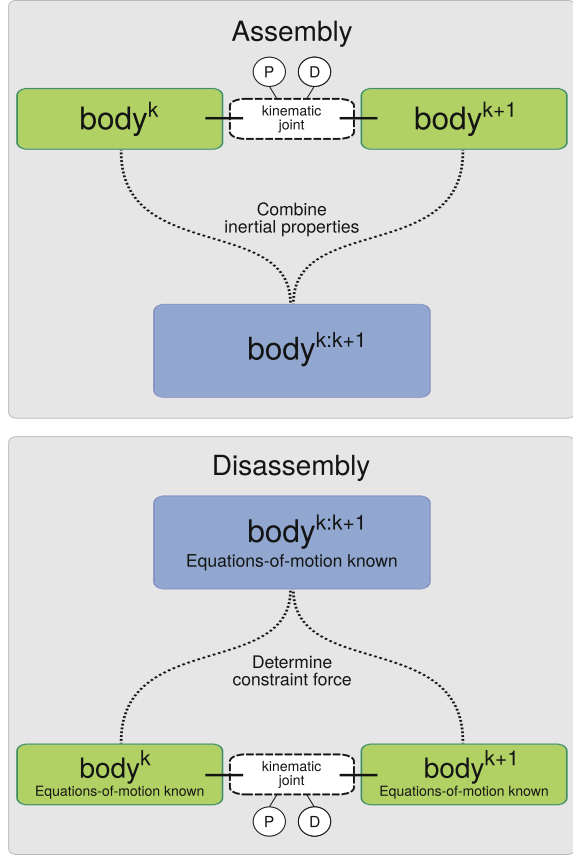 Assembly
P D
body^k
kinematic
joint
body^k+1
Combine
inertial properties
body^k:k+1
Disassembly
body^k:k+1
Equations-of-motion known
Determine
constraint force
body^k
Equations-of-motion known
kinematic
joint
body^k+1
Equations-of-motion known
P D